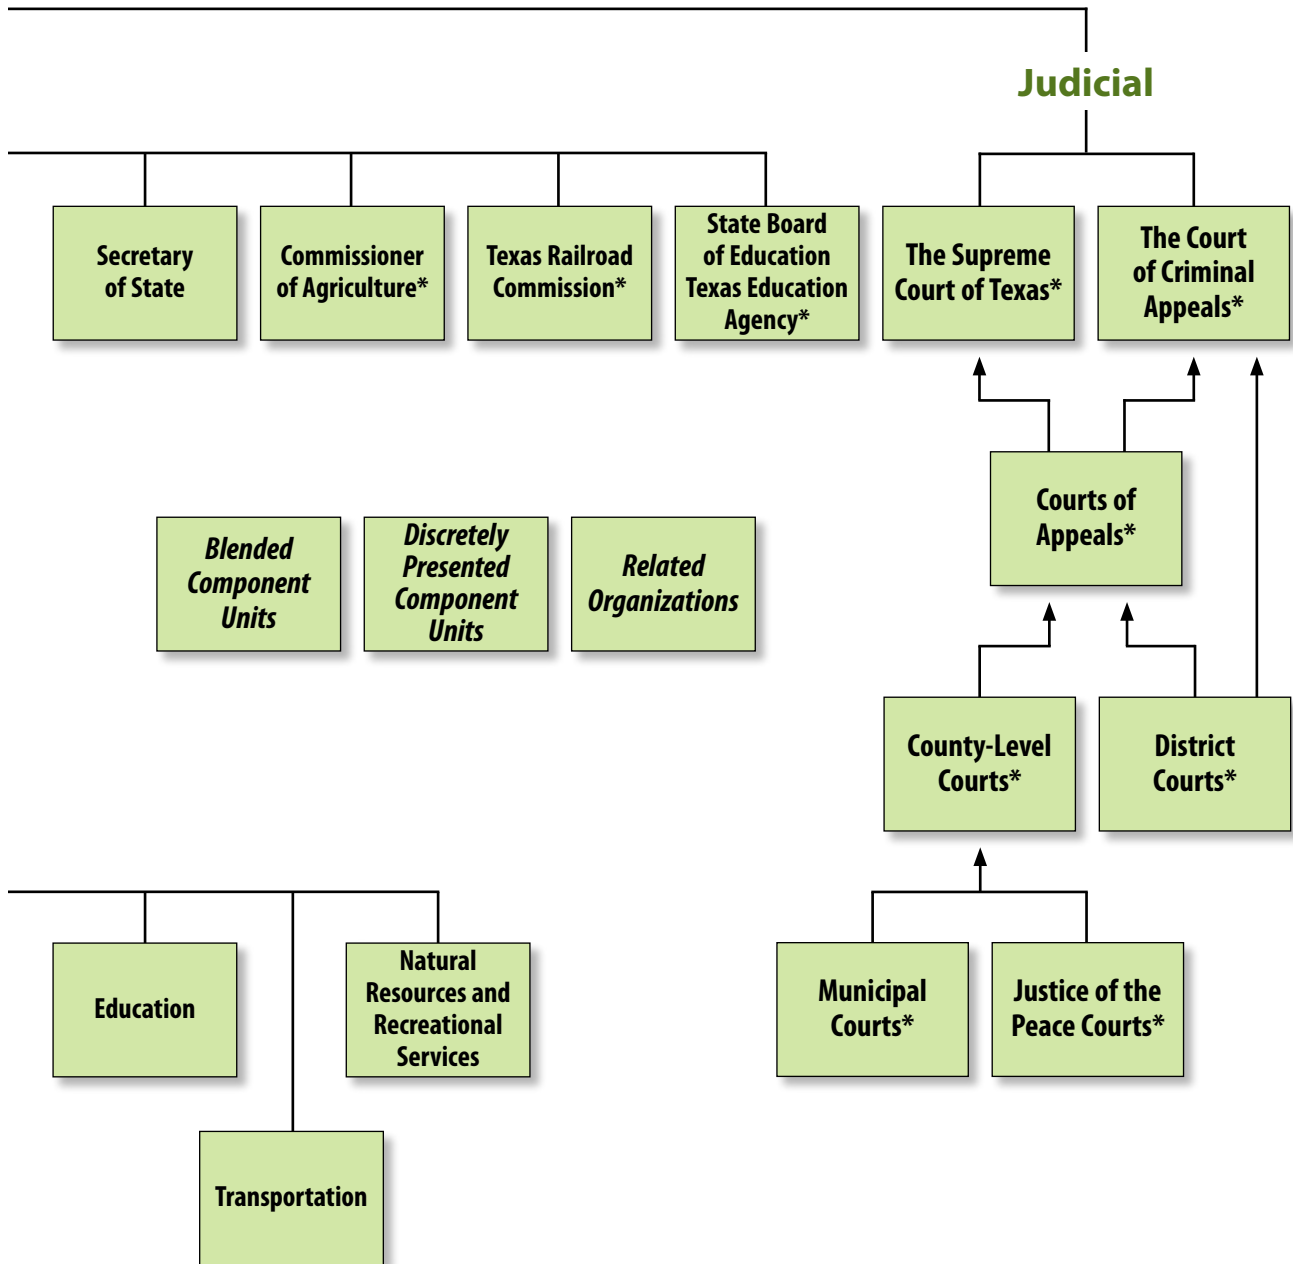 Judicial
Secretary
of State
Commissioner
of Agriculture*
Texas Railroad
Commission*
State Board
of Education
Texas Education
Agency*
The Supreme
Court of Texas*
The Court
of Criminal
Appeals*
Courts of
Appeals*
Blended
Component
Units
Discretely
Presented
Component
Units
Related
Organizations
County-Level
Courts*
District
Courts*
Education
Natural
Resources and
Recreational
Services
Municipal
Courts*
Justice of the
Peace Courts*
Transportation